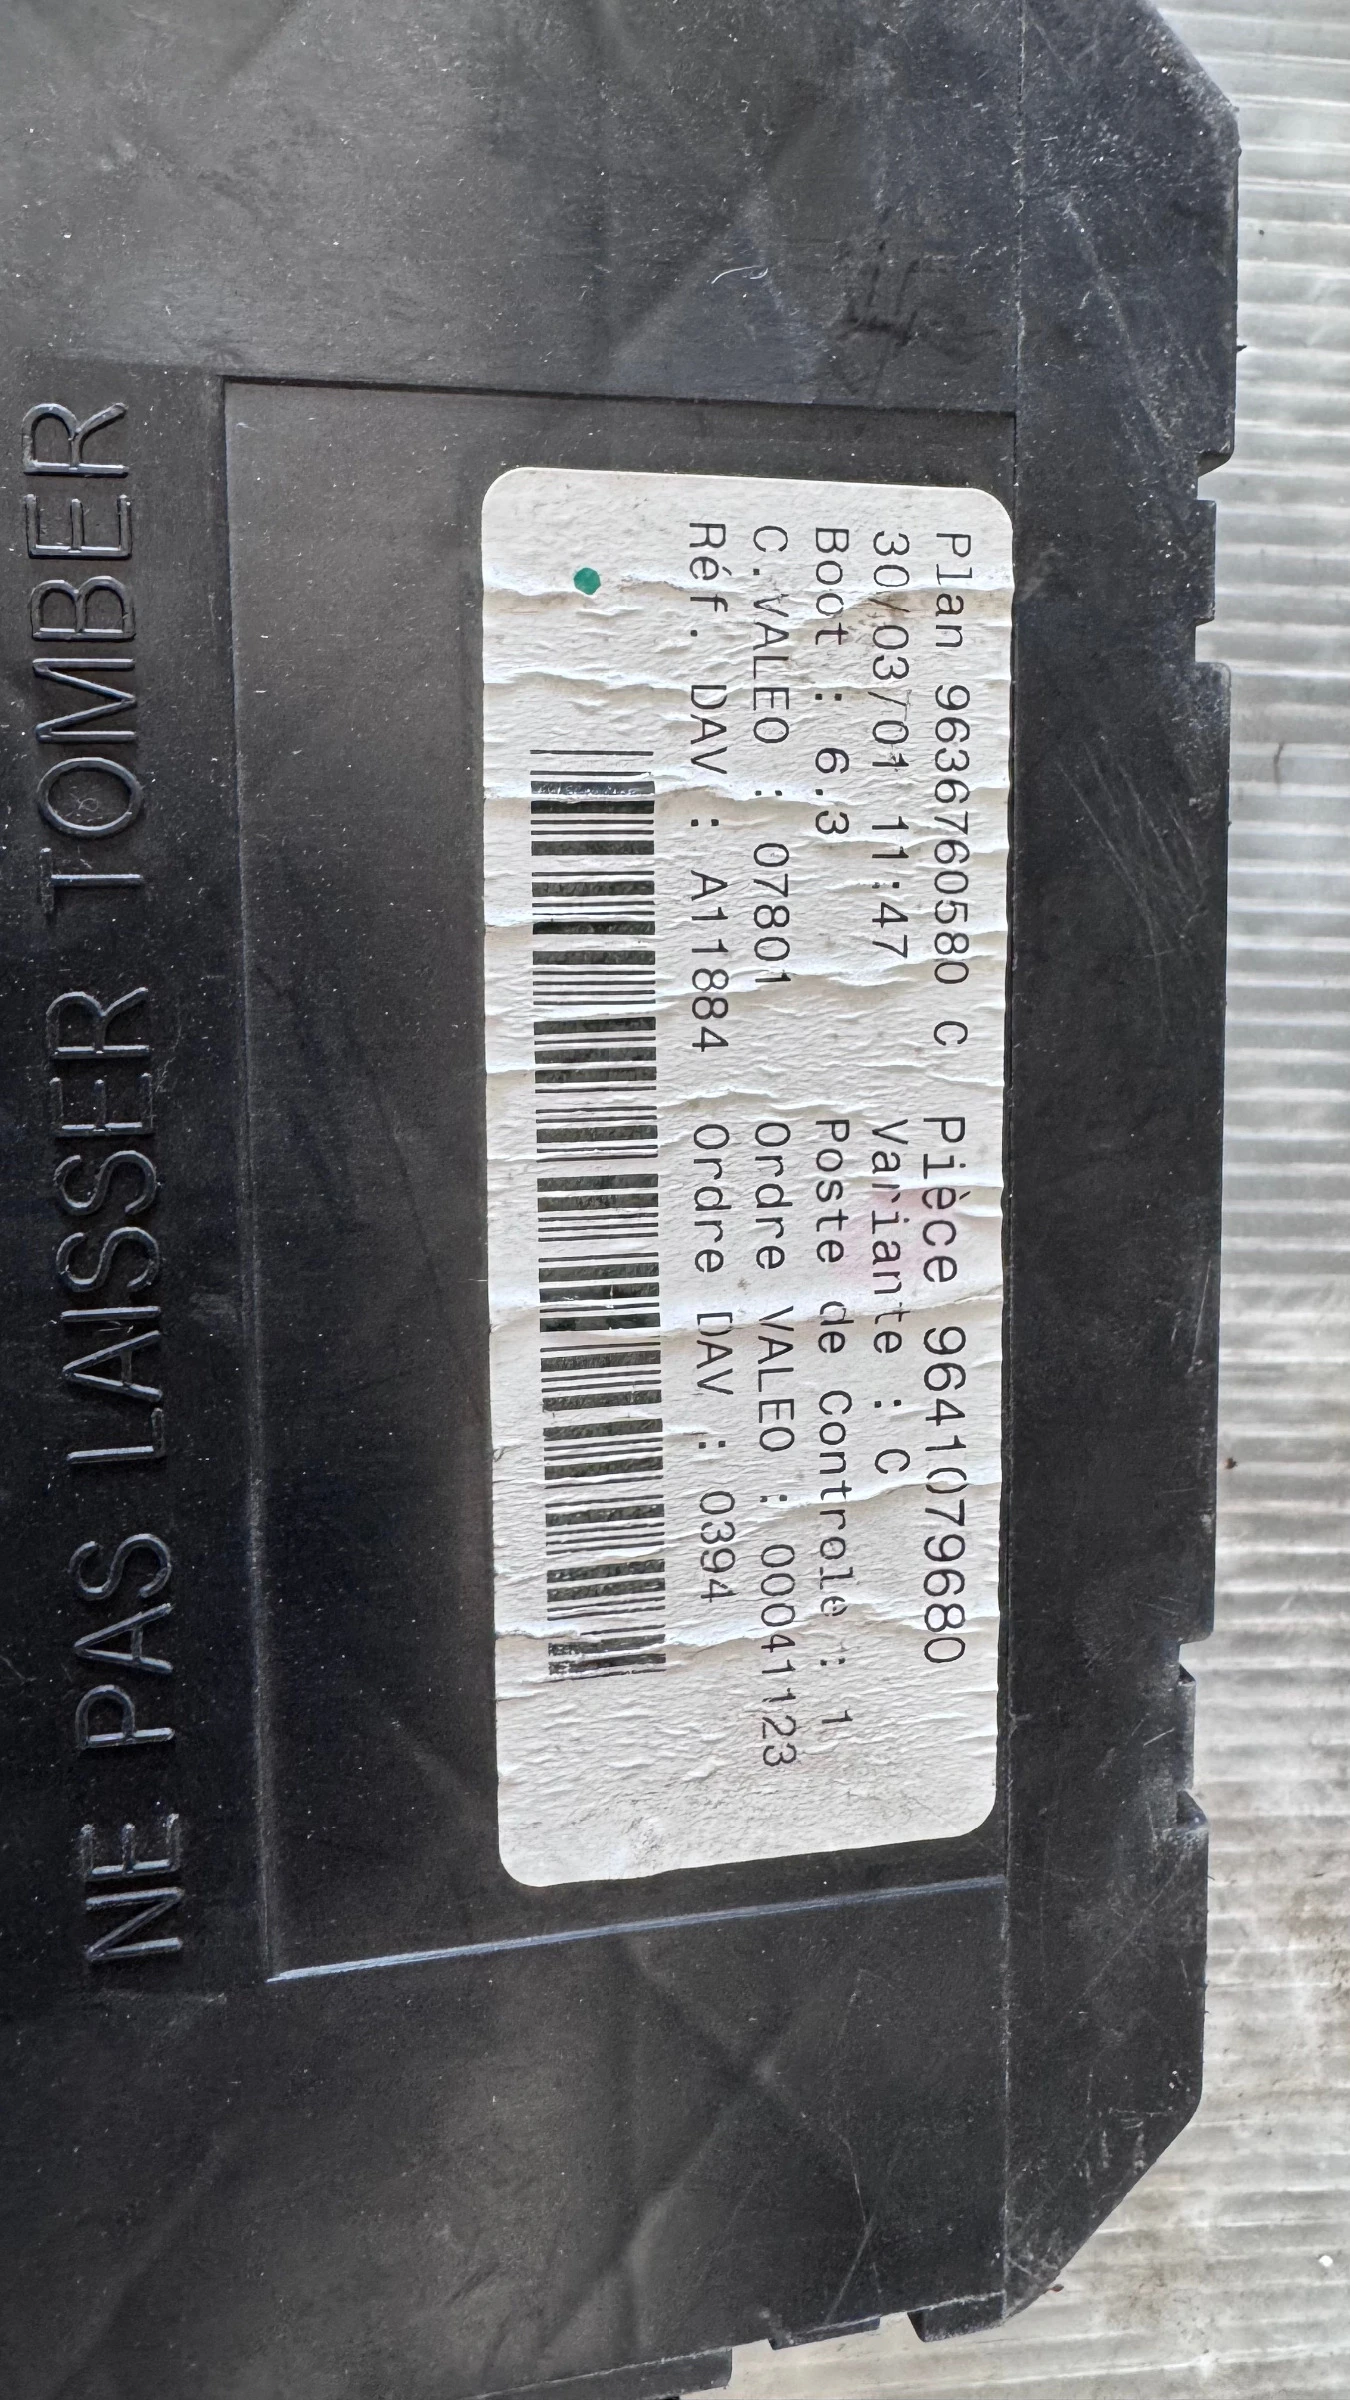 Plan 9636760580 C Pièce 9641079680
30/03/01 11:47 Variante : C
Boot : 6.3 Poste de Controle : 1
C.VALEO : 07801 Ordre VALEO : 00041123
Réf. DAV : A11884 Ordre DAV : 0394
NE PAS LAISSER TOMBER